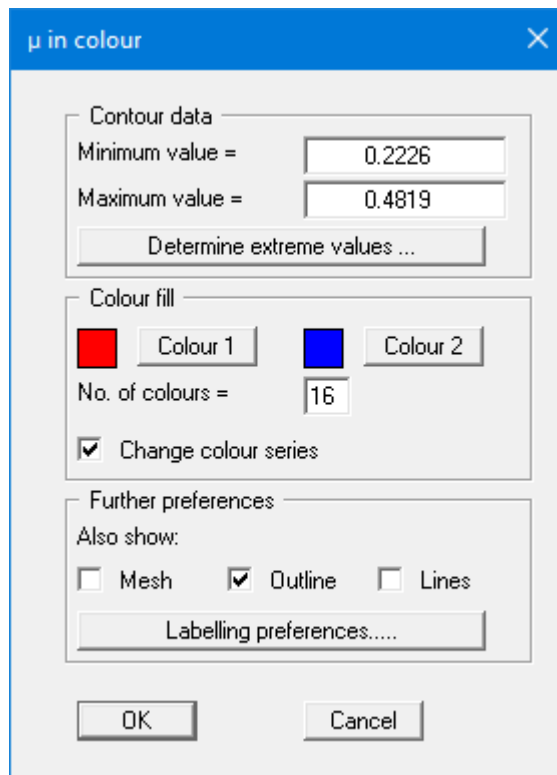 µ in colour
Contour data
Minimum value = 0.2226
Maximum value = 0.4819
Determine extreme values ...
Colour fill
Colour 1 Colour 2
No. of colours = 16
Change colour series
Further preferences
Also show:
Mesh Outline Lines
Labelling preferences.....
OK Cancel